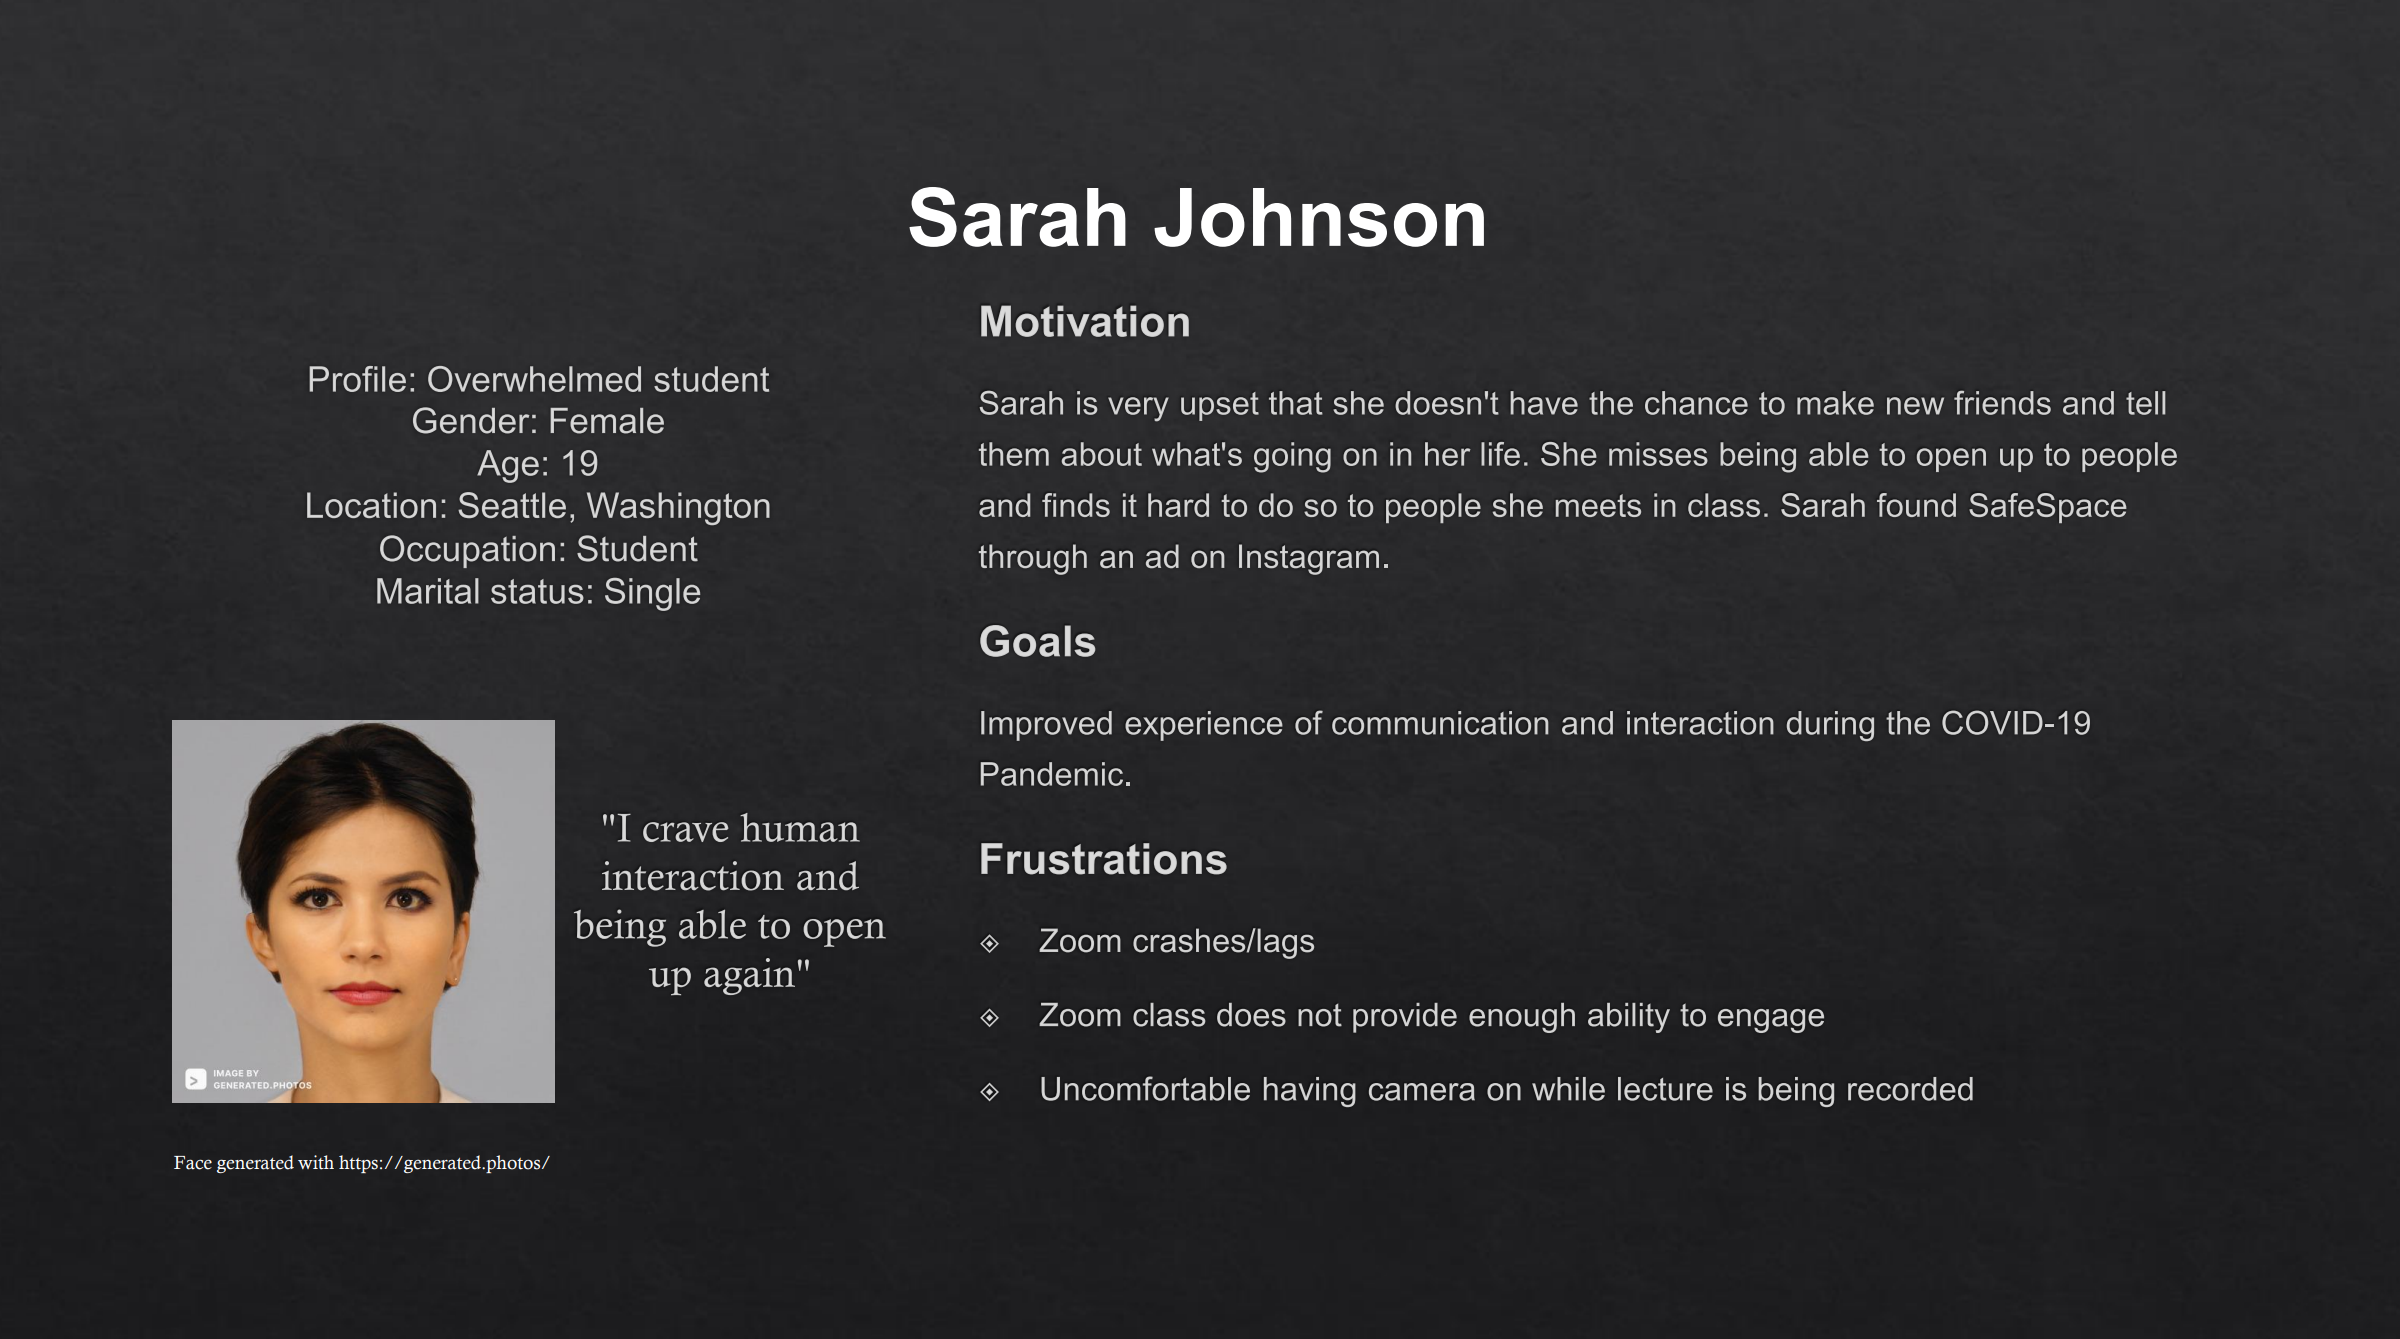 Sarah Johnson
Profile: Overwhelmed student
Gender: Female
Age: 19
Location: Seattle, Washington
Occupation: Student
Marital status: Single
IMAGE BY
GENERATED.PHOTOS
"I crave human
interaction and
being able to open
up again"
Face generated with https://generated.photos/
Motivation
Sarah is very upset that she doesn't have the chance to make new friends and tell
them about what's going on in her life. She misses being able to open up to people
and finds it hard to do so to people she meets in class. Sarah found SafeSpace
through an ad on Instagram.
Goals
Improved experience of communication and interaction during the COVID-19
Pandemic.
Frustrations
Zoom crashes/lags
Zoom class does not provide enough ability to engage
Uncomfortable having camera on while lecture is being recorded